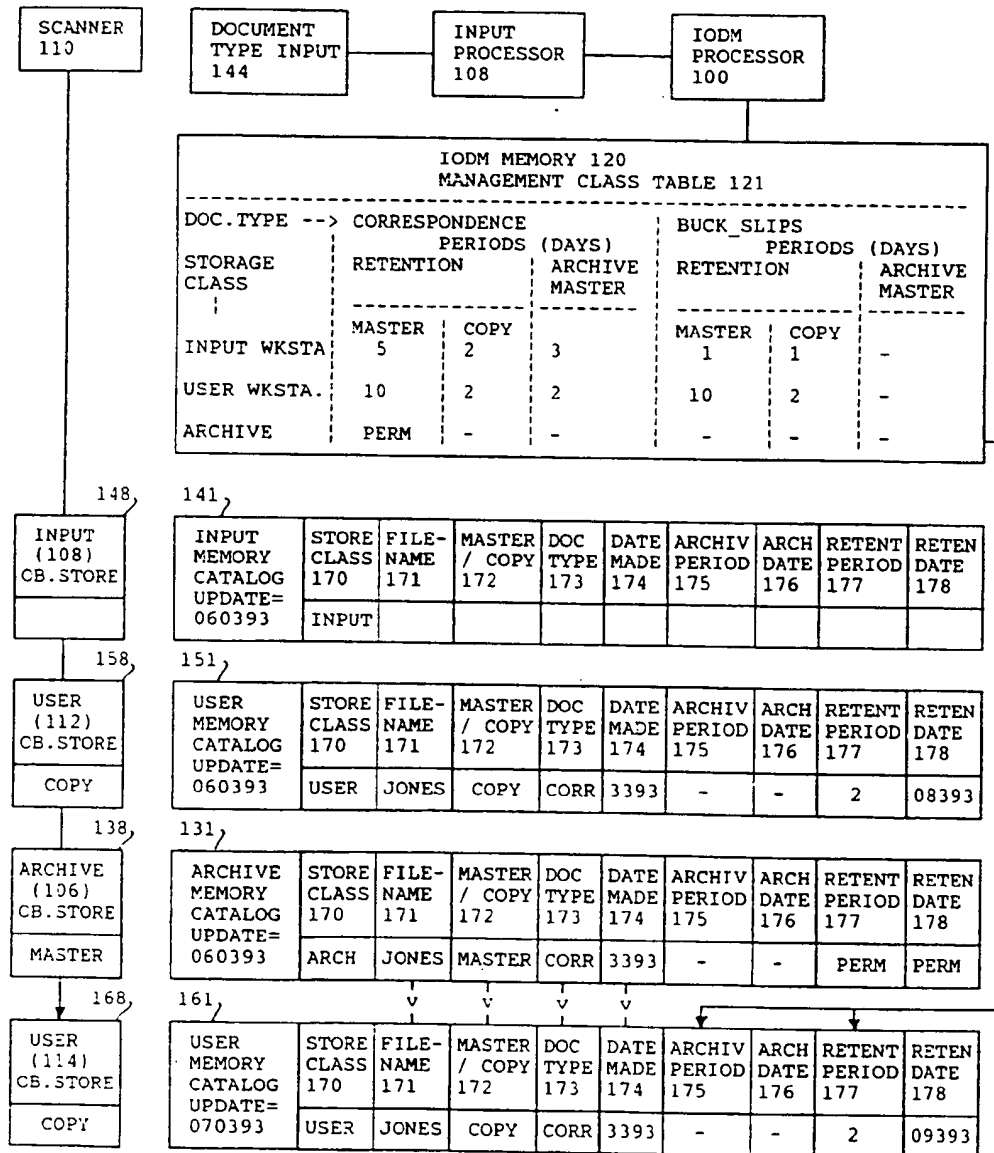 SCANNER
110
DOCUMENT
TYPE INPUT
144
INPUT
PROCESSOR
108
IODM
PROCESSOR
100
IODM MEMORY 120
MANAGEMENT CLASS TABLE 121
DOC.TYPE --> CORRESPONDENCE BUCK_SLIPS
PERIODS (DAYS) PERIODS (DAYS)
STORAGE RETENTION ARCHIVE RETENTION ARCHIVE
CLASS MASTER MASTER
MASTER COPY MASTER COPY
INPUT WKSTA 5 2 3 1 1 -
USER WKSTA. 10 2 2 10 2 -
ARCHIVE PERM - - - - -
148
INPUT
(108)
CB.STORE
141
INPUT STORE FILE- MASTER DOC DATE ARCHIV ARCH RETENT RETEN
MEMORY CLASS NAME / COPY TYPE MADE PERIOD DATE PERIOD DATE
CATALOG 170 171 172 173 174 175 176 177 178
UPDATE=
060393 INPUT
158
USER
(112)
CB.STORE
COPY
151
USER STORE FILE- MASTER DOC DATE ARCHIV ARCH RETENT RETEN
MEMORY CLASS NAME / COPY TYPE MADE PERIOD DATE PERIOD DATE
CATALOG 170 171 172 173 174 175 176 177 178
UPDATE=
060393 USER JONES COPY CORR 3393 - - 2 08393
138
ARCHIVE
(106)
CB.STORE
MASTER
131
ARCHIVE STORE FILE- MASTER DOC DATE ARCHIV ARCH RETENT RETEN
MEMORY CLASS NAME / COPY TYPE MADE PERIOD DATE PERIOD DATE
CATALOG 170 171 172 173 174 175 176 177 178
UPDATE=
060393 ARCH JONES MASTER CORR 3393 - - PERM PERM
168
USER
(114)
CB.STORE
COPY
161
USER STORE FILE- MASTER DOC DATE ARCHIV ARCH RETENT RETEN
MEMORY CLASS NAME / COPY TYPE MADE PERIOD DATE PERIOD DATE
CATALOG 170 171 172 173 174 175 176 177 178
UPDATE=
070393 USER JONES COPY CORR 3393 - - 2 09393